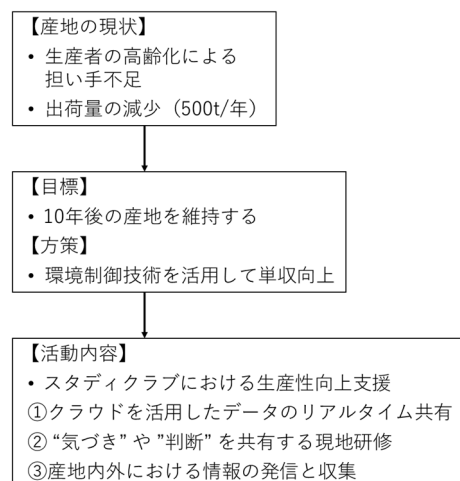 【産地の現状】
• 生産者の高齢化による
担い手不足
• 出荷量の減少（500t/年）
【目標】
• 10年後の産地を維持する
【方策】
• 環境制御技術を活用して単収向上
【活動内容】
• スタディクラブにおける生産性向上支援
①クラウドを活用したデータのリアルタイム共有
② “気づき” や ”判断” を共有する現地研修
③産地内外における情報の発信と収集